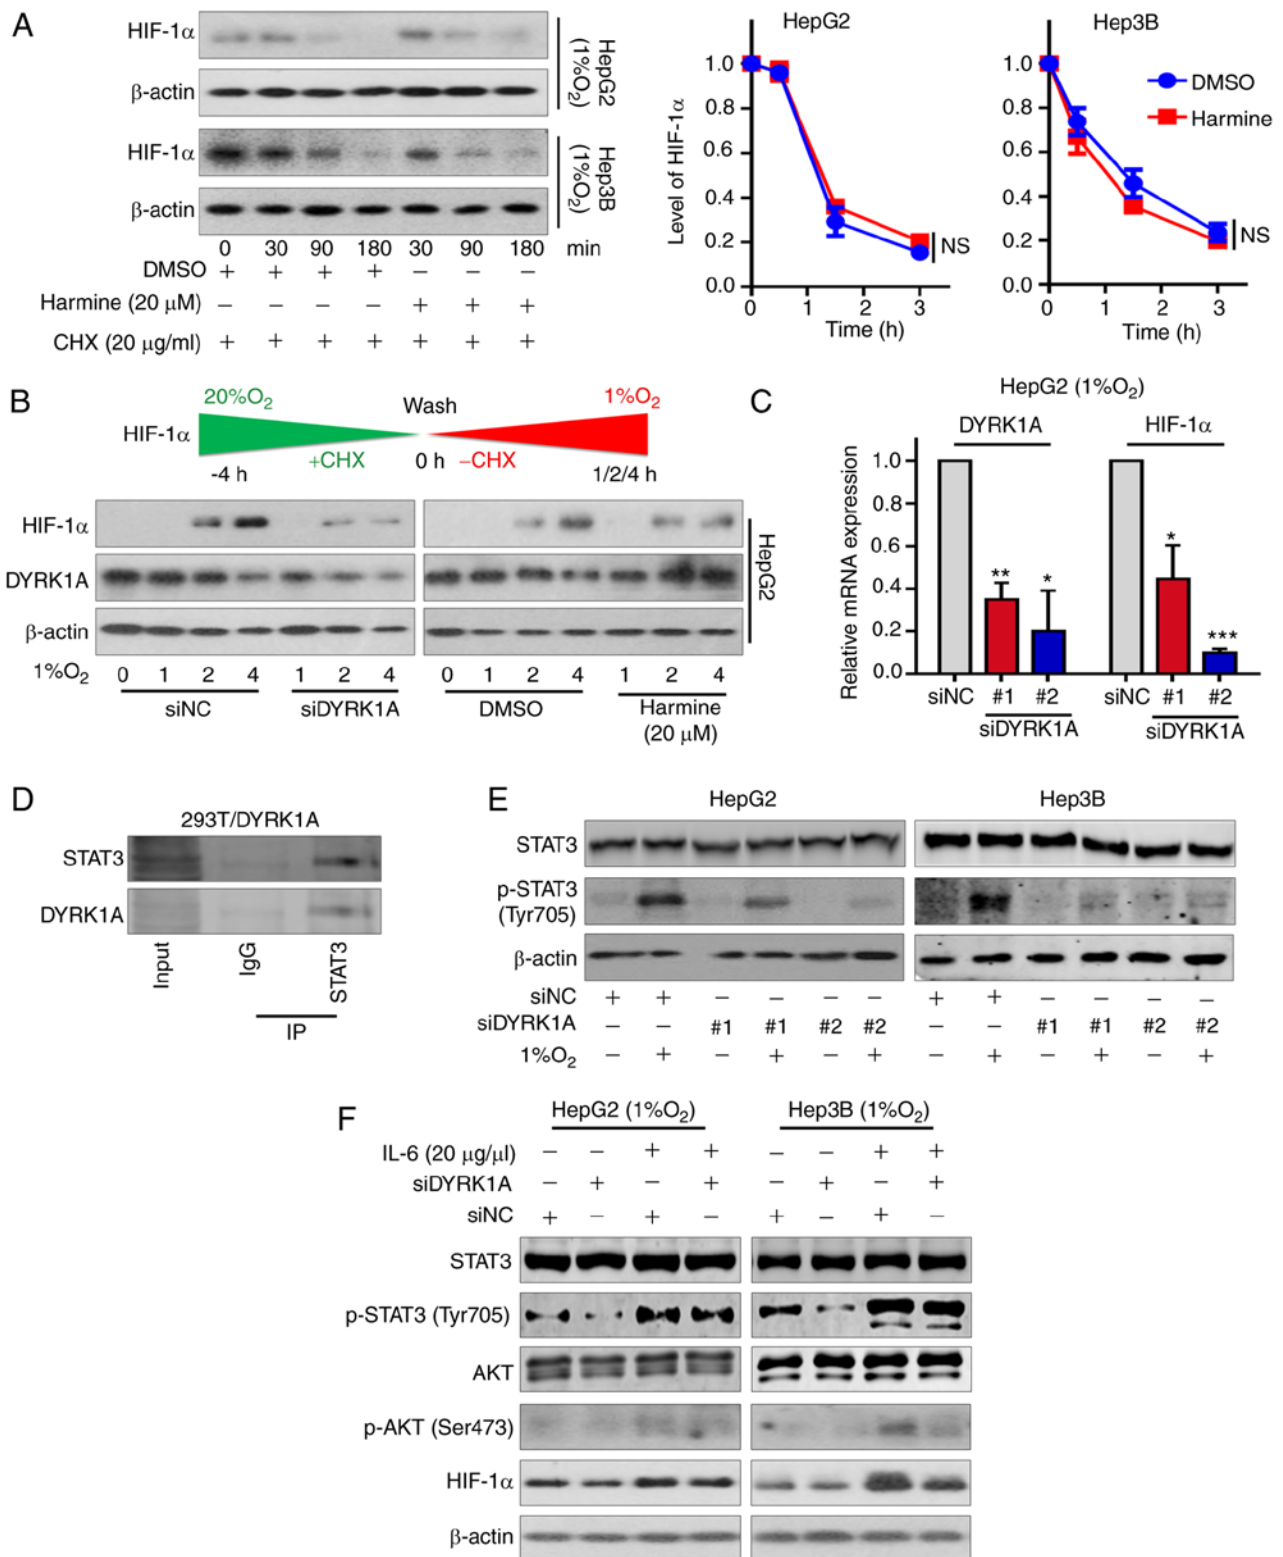 A
HIF-1α
β-actin
HepG2
(1%O₂)
HIF-1α
β-actin
Hep3B
(1%O₂)
0 30 90 180 30 90 180 min
DMSO + + + + − − −
Harmine (20 μM) − − − − + + +
CHX (20 μg/ml) + + + + + + +
HepG2
Level of HIF-1α
1.0
0.8
0.6
0.4
0.2
0.0
NS
0 1 2 3
Time (h)
Hep3B
1.0
0.8
0.6
0.4
0.2
0.0
DMSO
Harmine
NS
0 1 2 3
Time (h)
B
20%O₂ Wash 1%O₂
HIF-1α
+CHX 0 h −CHX
-4 h 1/2/4 h
HIF-1α
DYRK1A
β-actin
HepG2
1%O₂ 0 1 2 4 1 2 4 0 1 2 4 1 2 4
siNC siDYRK1A DMSO Harmine
(20 μM)
C
HepG2 (1%O₂)
DYRK1A HIF-1α
Relative mRNA expression
1.0
0.8
0.6
0.4
0.2
0.0
** * * ***
siNC #1 #2 siNC #1 #2
siDYRK1A siDYRK1A
D
293T/DYRK1A
STAT3
DYRK1A
Input
IgG
STAT3
IP
E
HepG2 Hep3B
STAT3
p-STAT3
(Tyr705)
β-actin
siNC + + − − − − + + − − − −
siDYRK1A − − #1 #1 #2 #2 − − #1 #1 #2 #2
1%O₂ − + − + − + − + − + − +
F
HepG2 (1%O₂) Hep3B (1%O₂)
IL-6 (20 μg/μl) − − + + − − + +
siDYRK1A − + − + − + − +
siNC + − + − + − + −
STAT3
p-STAT3 (Tyr705)
AKT
p-AKT (Ser473)
HIF-1α
β-actin